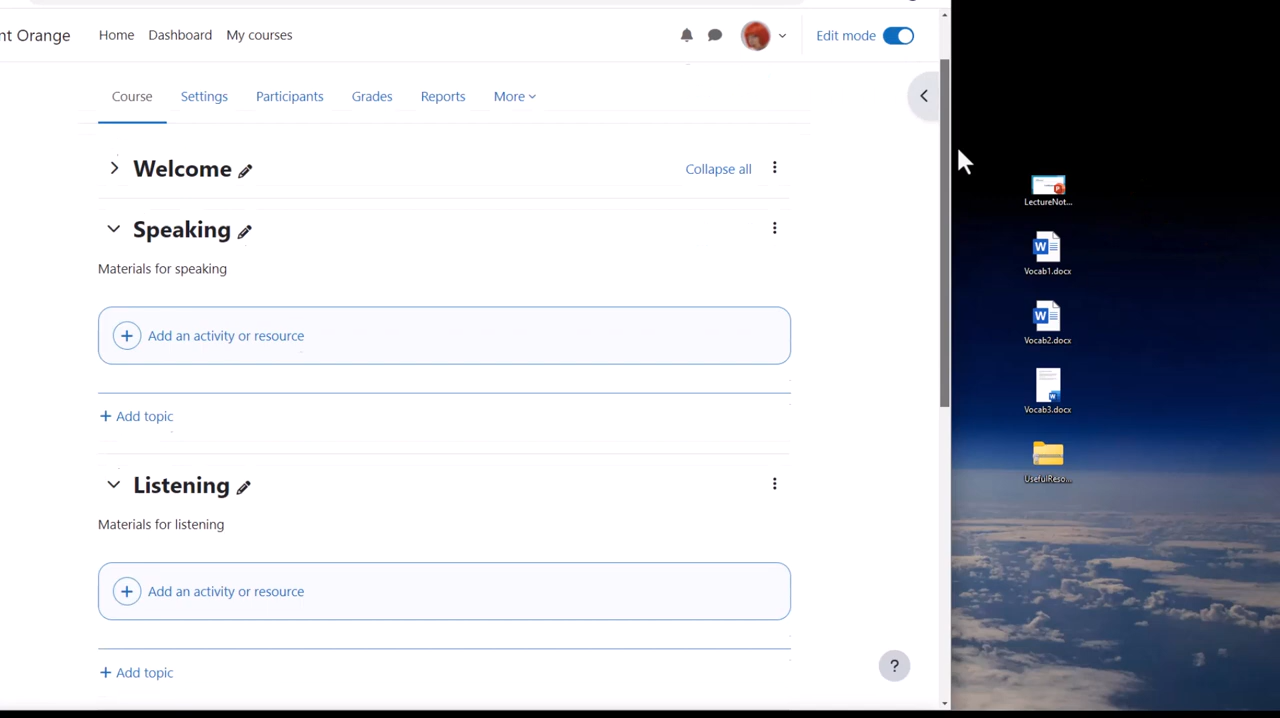 nt Orange
Home Dashboard My courses
Edit mode
Course Settings Participants Grades Reports More
Welcome
Collapse all
Speaking
Materials for speaking
Add an activity or resource
Add topic
Listening
Materials for listening
Add an activity or resource
Add topic
?
LectureNot...
Vocab1.docx
Vocab2.docx
Vocab3.docx
UsefulReso...